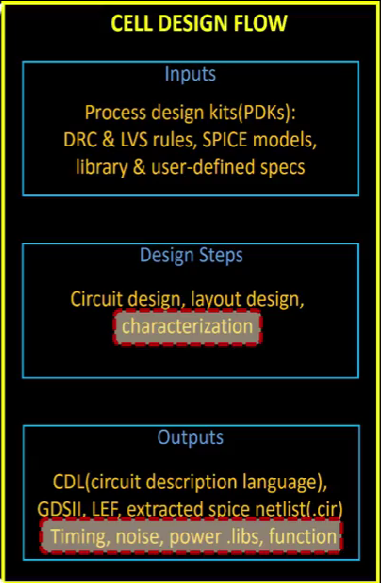 CELL DESIGN FLOW
Inputs
Process design kits(PDKs):
DRC & LVS rules, SPICE models,
library & user-defined specs
Design Steps
Circuit design, layout design,
characterization
Outputs
CDL(circuit description language),
GDSII, LEF, extracted spice netlist(.cir)
Timing, noise, power .libs, function